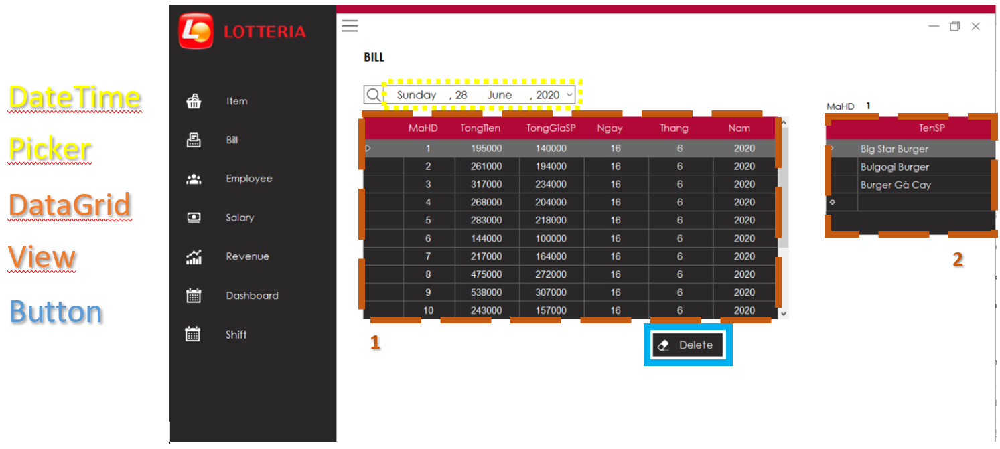 DateTime
Picker
DataGrid
View
Button
LOTTERIA
Item
Bill
Employee
Salary
Revenue
Dashboard
Shift
BILL
Sunday , 28 June , 2020
MaHD TongTien TongGiaSP Ngay Thang Nam
1 195000 140000 16 6 2020
2 261000 194000 16 6 2020
3 317000 234000 16 6 2020
4 268000 204000 16 6 2020
5 283000 218000 16 6 2020
6 144000 100000 16 6 2020
7 217000 164000 16 6 2020
8 475000 272000 16 6 2020
9 538000 307000 16 6 2020
10 243000 157000 16 6 2020
1
Delete
MaHD 1
TenSP
Big Star Burger
Bulgogi Burger
Burger Gà Cay
2